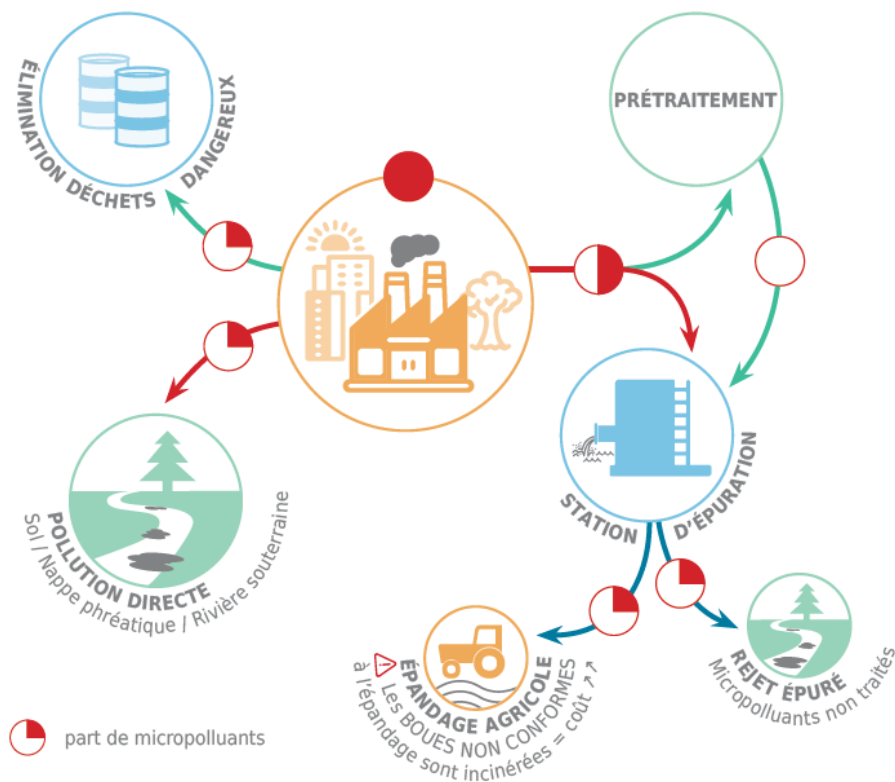 ÉLIMINATION DÉCHETS DANGEREUX
PRÉTRAITEMENT
POLLUTION DIRECTE
Sol / Nappe phréatique / Rivière souterraine
STATION D'ÉPURATION
ÉPANDAGE AGRICOLE
Les BOUES NON CONFORMES
à l'épandage sont incinérées = coût ↗↗
REJET ÉPURÉ
Micropolluants non traités
part de micropolluants